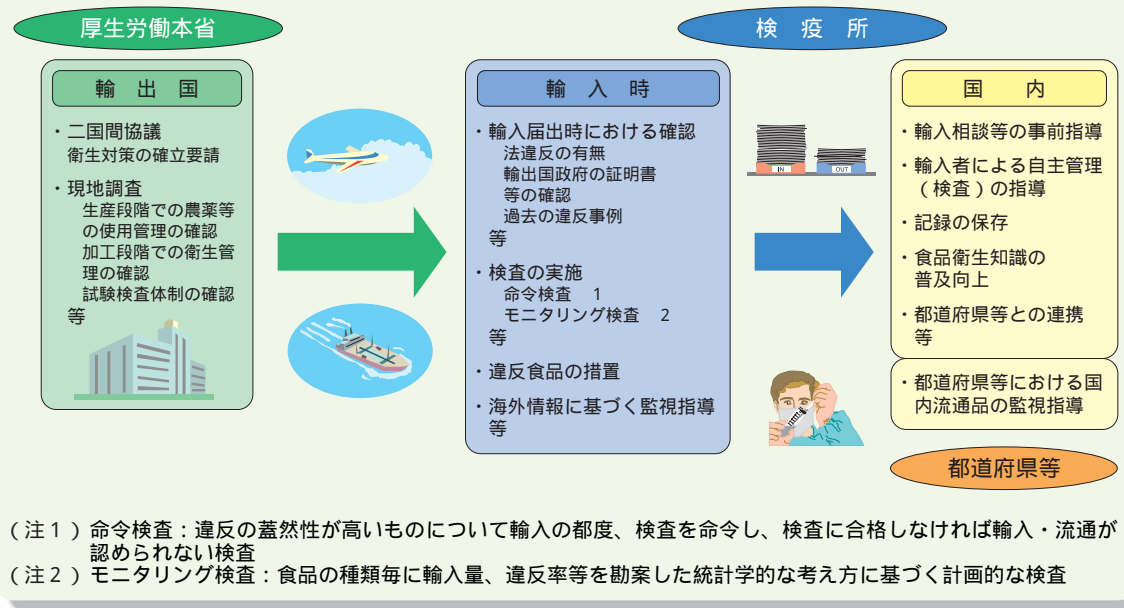 厚生労働本省
検 疫 所
輸 出 国
・二国間協議
衛生対策の確立要請
・現地調査
生産段階での農薬等
の使用管理の確認
加工段階での衛生管
理の確認
試験検査体制の確認
等
輸 入 時
・輸入届出時における確認
法違反の有無
輸出国政府の証明書
等の確認
過去の違反事例
等
・検査の実施
命令検査 1
モニタリング検査 2
等
・違反食品の措置
・海外情報に基づく監視指導
等
IN
OUT
国 内
・輸入相談等の事前指導
・輸入者による自主管理
(検査)の指導
・記録の保存
・食品衛生知識の
普及向上
・都道府県等との連携
等
・都道府県等における国
内流通品の監視指導
都道府県等
(注1)命令検査:違反の蓋然性が高いものについて輸入の都度、検査を命令し、検査に合格しなければ輸入・流通が
認められない検査
(注2)モニタリング検査:食品の種類毎に輸入量、違反率等を勘案した統計学的な考え方に基づく計画的な検査